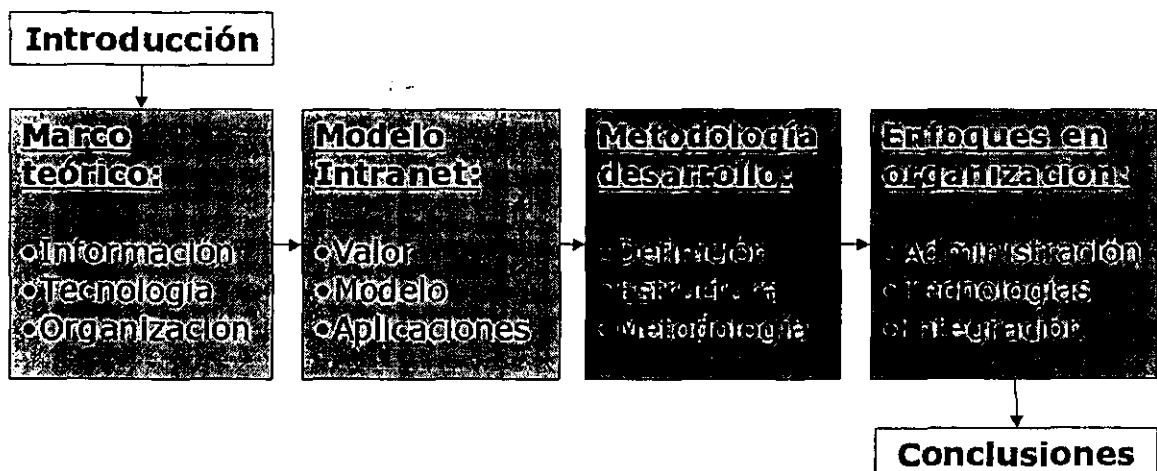 Introducción
Marco
teórico:
•Información
•Tecnología
•Organización
Modelo
Intranet:
•Valor
•Modelo
•Aplicaciones
Metodología
desarrollo:
•Definición
•Estructura
•Metodología
Enfoques en
organización:
•Administración
•Tecnologías
•Integración
Conclusiones